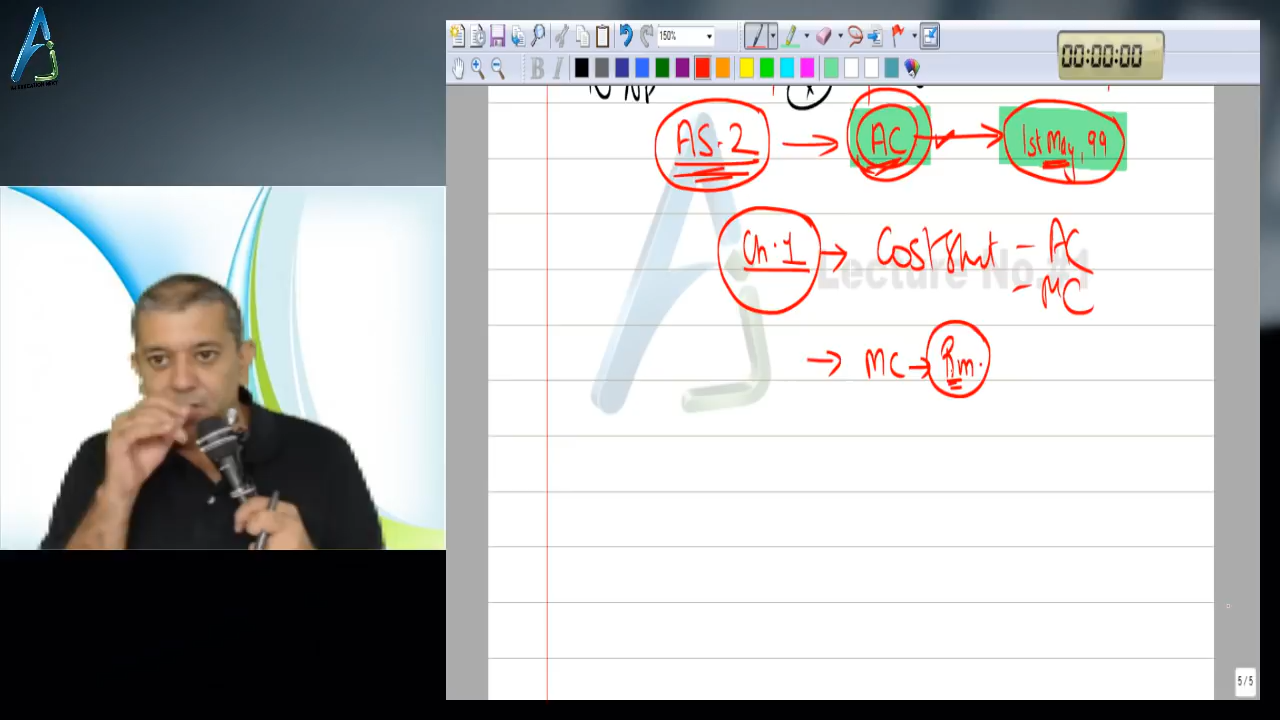 150%
B I
00:00:00
AS.2 → AC → 1st May, 99
Ch.1 → Cost Sheet - AC
- MC
Lecture No.#1
→ MC → Rm.
5/5